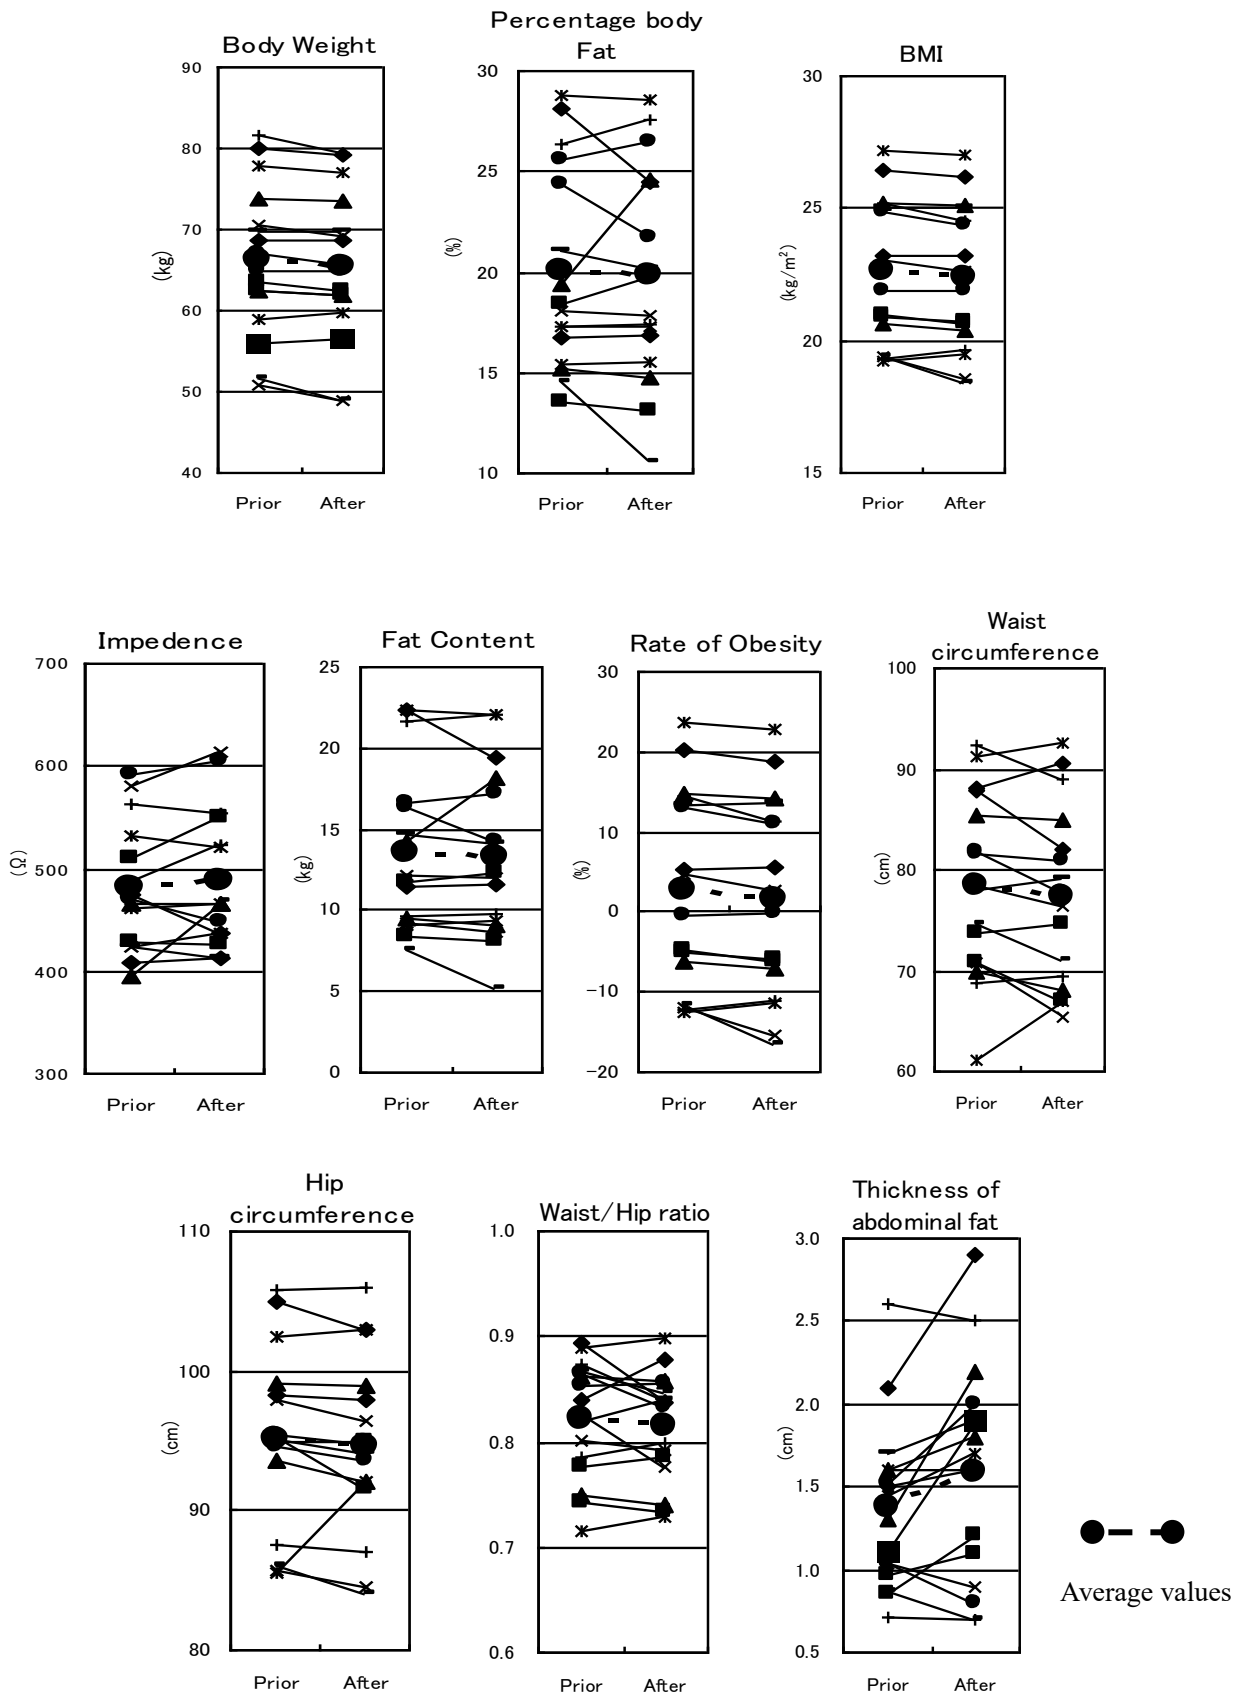 Body Weight
90
80
70
60
50
40
(kg)
Prior After
Percentage body
Fat
30
25
20
15
10
(%)
Prior After
BMI
30
25
20
15
(kg/m²)
Prior After
Impedence
700
600
500
400
300
(Ω)
Prior After
Fat Content
25
20
15
10
5
0
(kg)
Prior After
Rate of Obesity
30
20
10
0
−10
−20
(%)
Prior After
Waist
circumference
100
90
80
70
60
(cm)
Prior After
Hip
circumference
110
100
90
80
(cm)
Prior After
Waist/Hip ratio
1.0
0.9
0.8
0.7
0.6
Prior After
Thickness of
abdominal fat
3.0
2.5
2.0
1.5
1.0
0.5
(cm)
Prior After
Average values